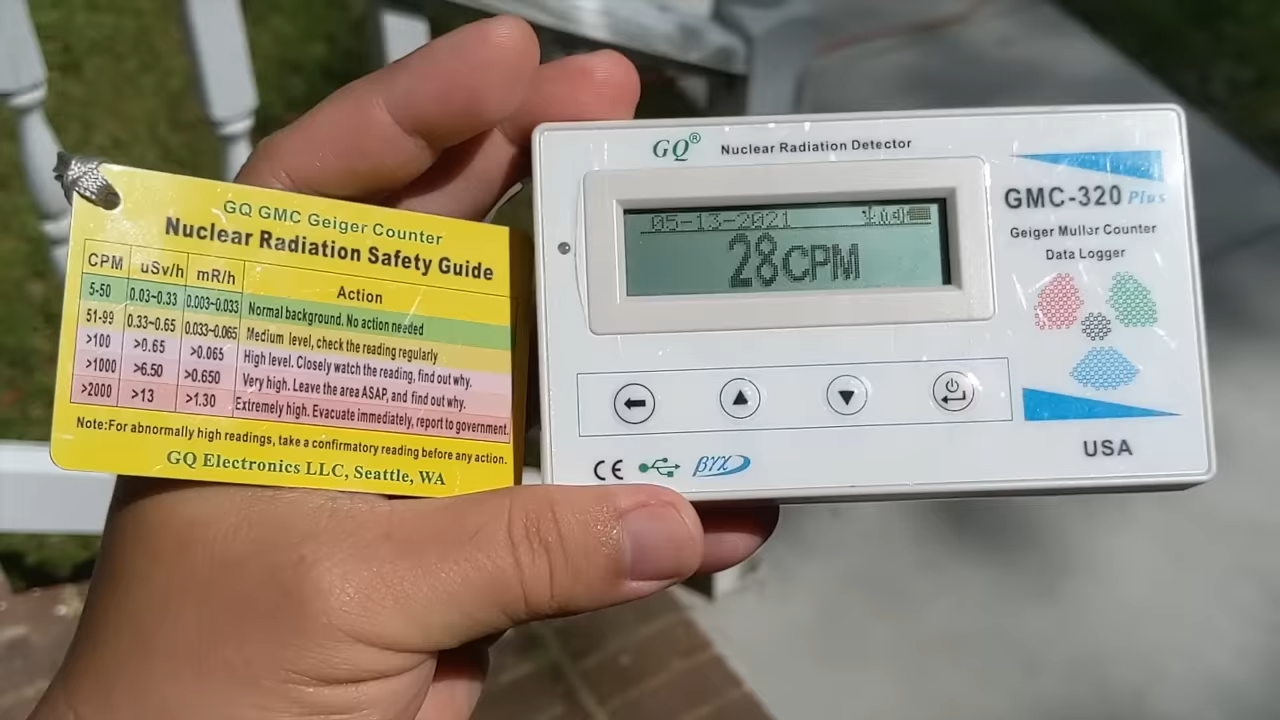 GQ GMC Geiger Counter
Nuclear Radiation Safety Guide
CPM uSv/h mR/h Action
5-50 0.03~0.33 0.003~0.033 Normal background. No action needed
51-99 0.33~0.65 0.033~0.065 Medium level, check the reading regularly
>100 >0.65 >0.065 High level. Closely watch the reading, find out why.
>1000 >6.50 >0.650 Very high. Leave the area ASAP, and find out why.
>2000 >13 >1.30 Extremely high. Evacuate immediately, report to government.
Note:For abnormally high readings, take a confirmatory reading before any action.
GQ Electronics LLC, Seattle, WA
GQ® Nuclear Radiation Detector
05-13-2021
28CPM
GMC-320 Plus
Geiger Mullar Counter
Data Logger
CE βγχ
USA